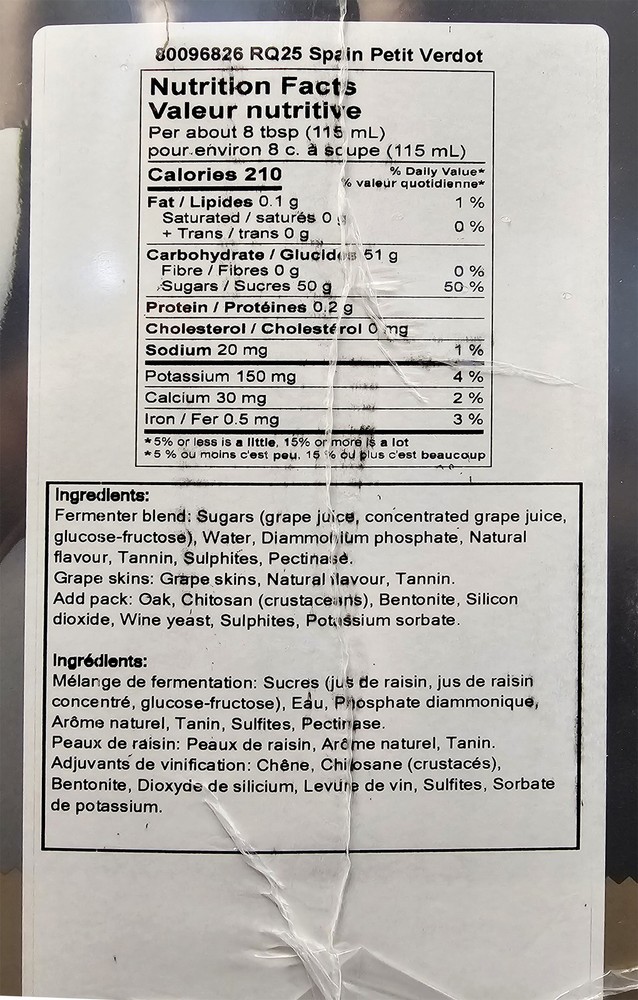 80096826 RQ25 Spain Petit Verdot
Nutrition Facts
Valeur nutritive
Per about 8 tbsp (115 mL)
pour environ 8 c. à soupe (115 mL)
Calories 210
% Daily Value*
% valeur quotidienne*
Fat / Lipides 0.1 g 1 %
Saturated / saturés 0 g
+ Trans / trans 0 g 0 %
Carbohydrate / Glucides 51 g
Fibre / Fibres 0 g 0 %
Sugars / Sucres 50 g 50 %
Protein / Protéines 0.2 g
Cholesterol / Cholestérol 0 mg
Sodium 20 mg 1 %
Potassium 150 mg 4 %
Calcium 30 mg 2 %
Iron / Fer 0.5 mg 3 %
*5% or less is a little, 15% or more is a lot
*5 % ou moins c'est peu, 15 % ou plus c'est beaucoup
Ingredients:
Fermenter blend: Sugars (grape juice, concentrated grape juice,
glucose-fructose), Water, Diammonium phosphate, Natural
flavour, Tannin, Sulphites, Pectinase.
Grape skins: Grape skins, Natural flavour, Tannin.
Add pack: Oak, Chitosan (crustaceans), Bentonite, Silicon
dioxide, Wine yeast, Sulphites, Potassium sorbate.
Ingrédients:
Mélange de fermentation: Sucres (jus de raisin, jus de raisin
concentré, glucose-fructose), Eau, Phosphate diammonique,
Arôme naturel, Tanin, Sulfites, Pectinase.
Peaux de raisin: Peaux de raisin, Arôme naturel, Tanin.
Adjuvants de vinification: Chêne, Chitosane (crustacés),
Bentonite, Dioxyde de silicium, Levure de vin, Sulfites, Sorbate
de potassium.